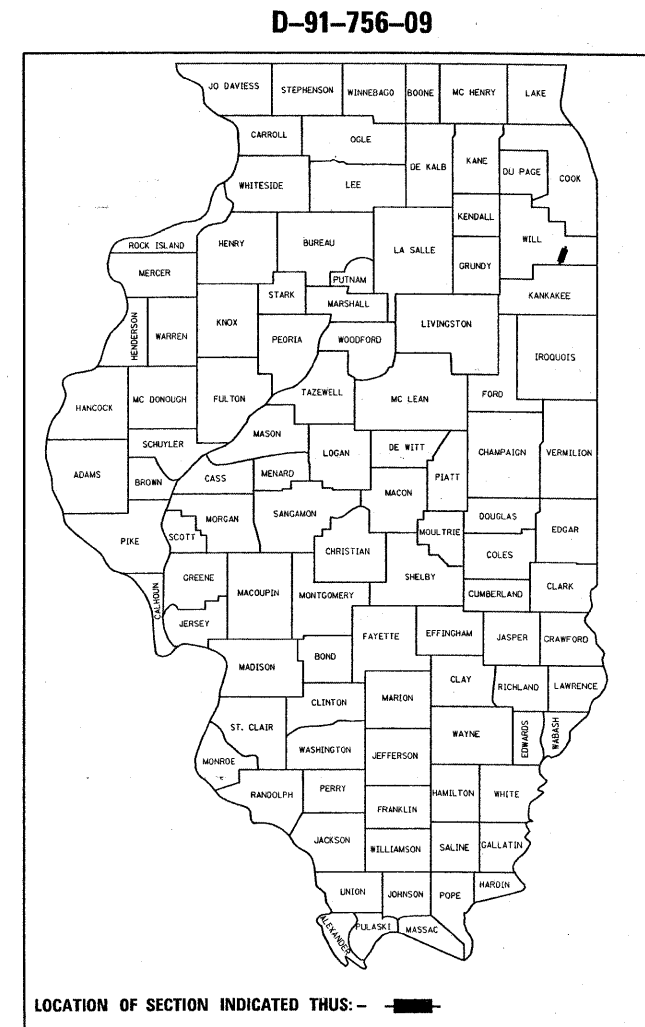 D-91-756-09
JO DAVIESS
STEPHENSON
WINNEBAGO
BOONE
MC HENRY
LAKE
CARROLL
OGLE
DE KALB
KANE
DU PAGE
COOK
WHITESIDE
LEE
KENDALL
WILL
ROCK ISLAND
HENRY
BUREAU
LA SALLE
GRUNDY
PUTNAM
MERCER
STARK
MARSHALL
KANKAKEE
HENDERSON
WARREN
KNOX
PEORIA
WOODFORD
LIVINGSTON
IROQUOIS
HANCOCK
MC DONOUGH
FULTON
TAZEWELL
MC LEAN
FORD
MASON
SCHUYLER
LOGAN
DE WITT
CHAMPAIGN
VERMILION
ADAMS
BROWN
CASS
MENARD
MACON
PIATT
PIKE
SCOTT
MORGAN
SANGAMON
CHRISTIAN
MOULTRIE
DOUGLAS
EDGAR
COLES
CALHOUN
GREENE
MACOUPIN
MONTGOMERY
SHELBY
CUMBERLAND
CLARK
JERSEY
FAYETTE
EFFINGHAM
JASPER
CRAWFORD
MADISON
BOND
CLAY
RICHLAND
LAWRENCE
CLINTON
MARION
ST. CLAIR
WAYNE
EDWARDS
WABASH
WASHINGTON
JEFFERSON
MONROE
RANDOLPH
PERRY
HAMILTON
WHITE
FRANKLIN
JACKSON
WILLIAMSON
SALINE
GALLATIN
UNION
JOHNSON
POPE
HARDIN
ALEXANDER
PULASKI
MASSAC
LOCATION OF SECTION INDICATED THUS: -